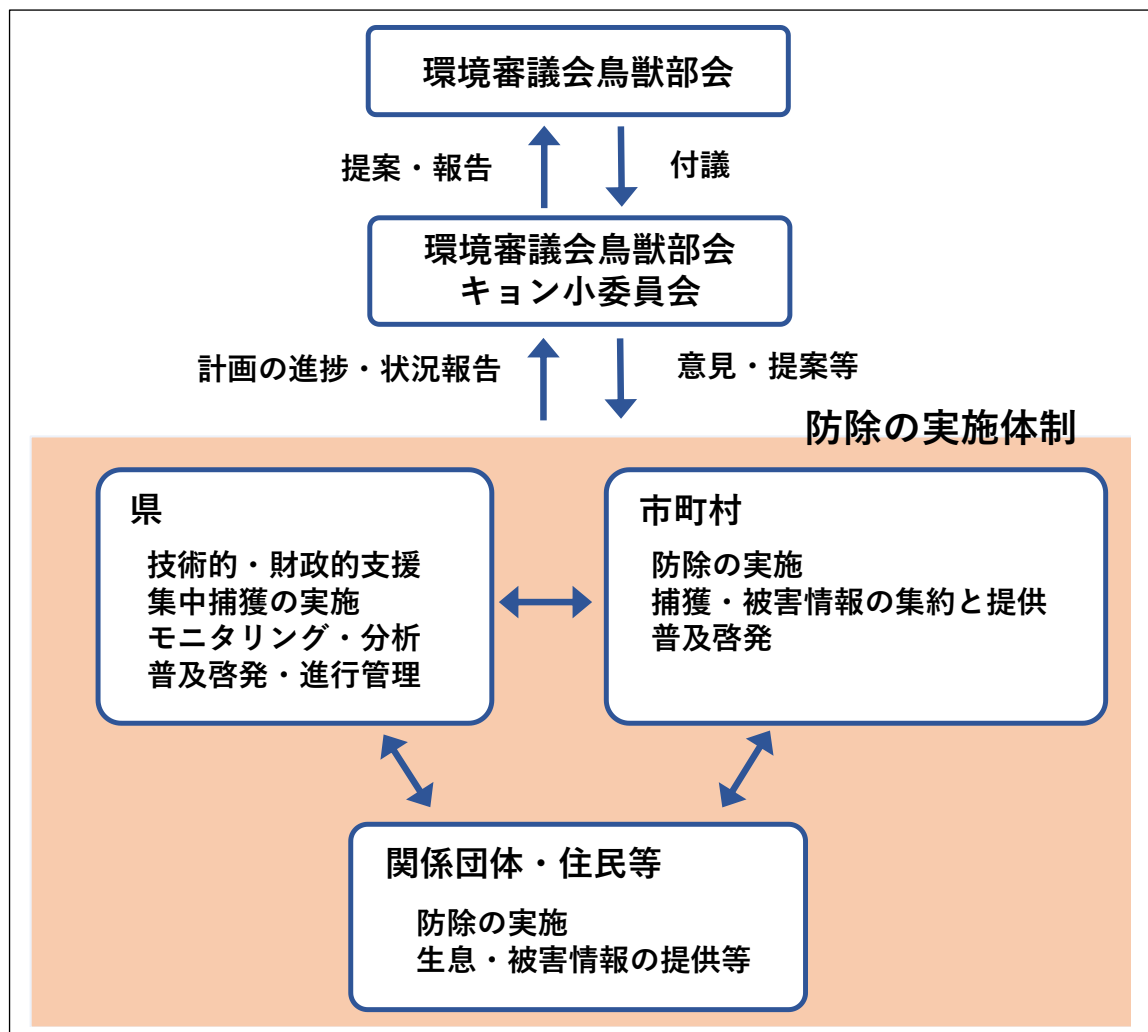 環境審議会鳥獣部会
提案・報告
付議
環境審議会鳥獣部会
キョン小委員会
計画の進捗・状況報告
意見・提案等
防除の実施体制
県
技術的・財政的支援
集中捕獲の実施
モニタリング・分析
普及啓発・進行管理
市町村
防除の実施
捕獲・被害情報の集約と提供
普及啓発
関係団体・住民等
防除の実施
生息・被害情報の提供等